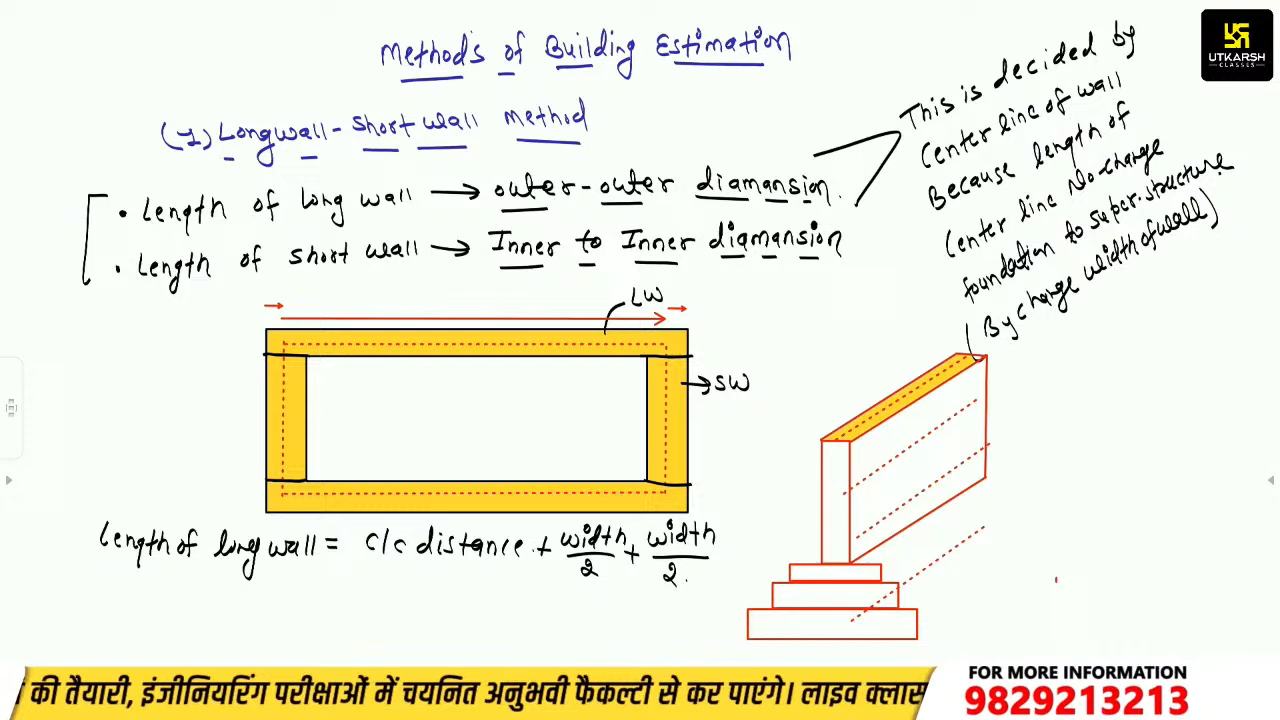 Methods of Building Estimation
UTKARSH
CLASSES
(1) Longwall - short wall Method
• Length of long wall → outer - outer diamansion.
• Length of short wall → Inner to Inner diamansion
This is decided by
Center line of wall
Because length of
Center line No change
foundation to super-structure
(By change width of wall)
LW
SW
Length of long wall = c/c distance + width/2 + width/2.
की तैयारी, इंजीनियरिंग परीक्षाओं में चयनित अनुभवी फैकल्टी से कर पाएंगे। लाइव क्लास
FOR MORE INFORMATION
9829213213